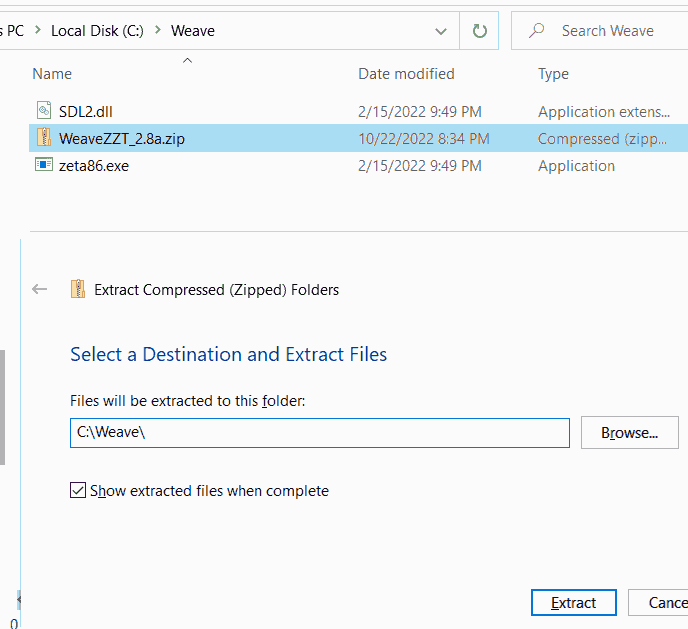 s PC > Local Disk (C:) > Weave Search Weave
Name Date modified Type
SDL2.dll 2/15/2022 9:49 PM Application extens...
WeaveZZT_2.8a.zip 10/22/2022 8:34 PM Compressed (zipp...
zeta86.exe 2/15/2022 9:49 PM Application
Extract Compressed (Zipped) Folders
Select a Destination and Extract Files
Files will be extracted to this folder:
C:\Weave\ Browse...
Show extracted files when complete
Extract Cance
0